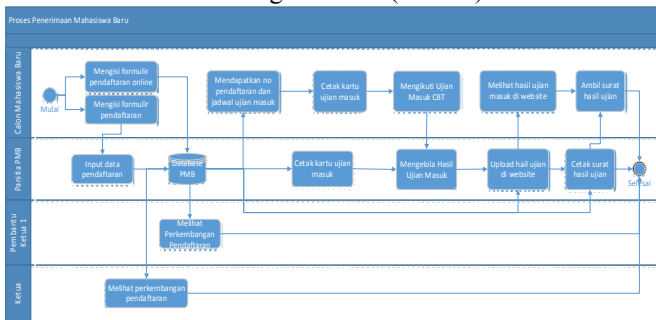 Proses Penerimaan Mahasiswa Baru
Calon Mahasiswa Baru
Mulai
Mengisi formulir
pendaftaran online
Mengisi formulir
pendaftaran
Mendapatkan no
pendaftaran dan
jadwal ujian masuk
Cetak kartu
ujian masuk
Mengikuti Ujian
Masuk CBT
Melihat hasil ujian
masuk di website
Ambil surat
hasil ujian
Panitia PMB
Input data
pendaftaran
Database
PMB
Cetak kartu ujian
masuk
Mengelola Hasil
Ujian Masuk
Upload hail ujian
di website
Cetak surat
hasil ujian
Selesai
Pembantu
Ketua 1
Melihat
Perkembangan
Pendaftaran
Ketua
Melihat perkembangan
pendaftaran